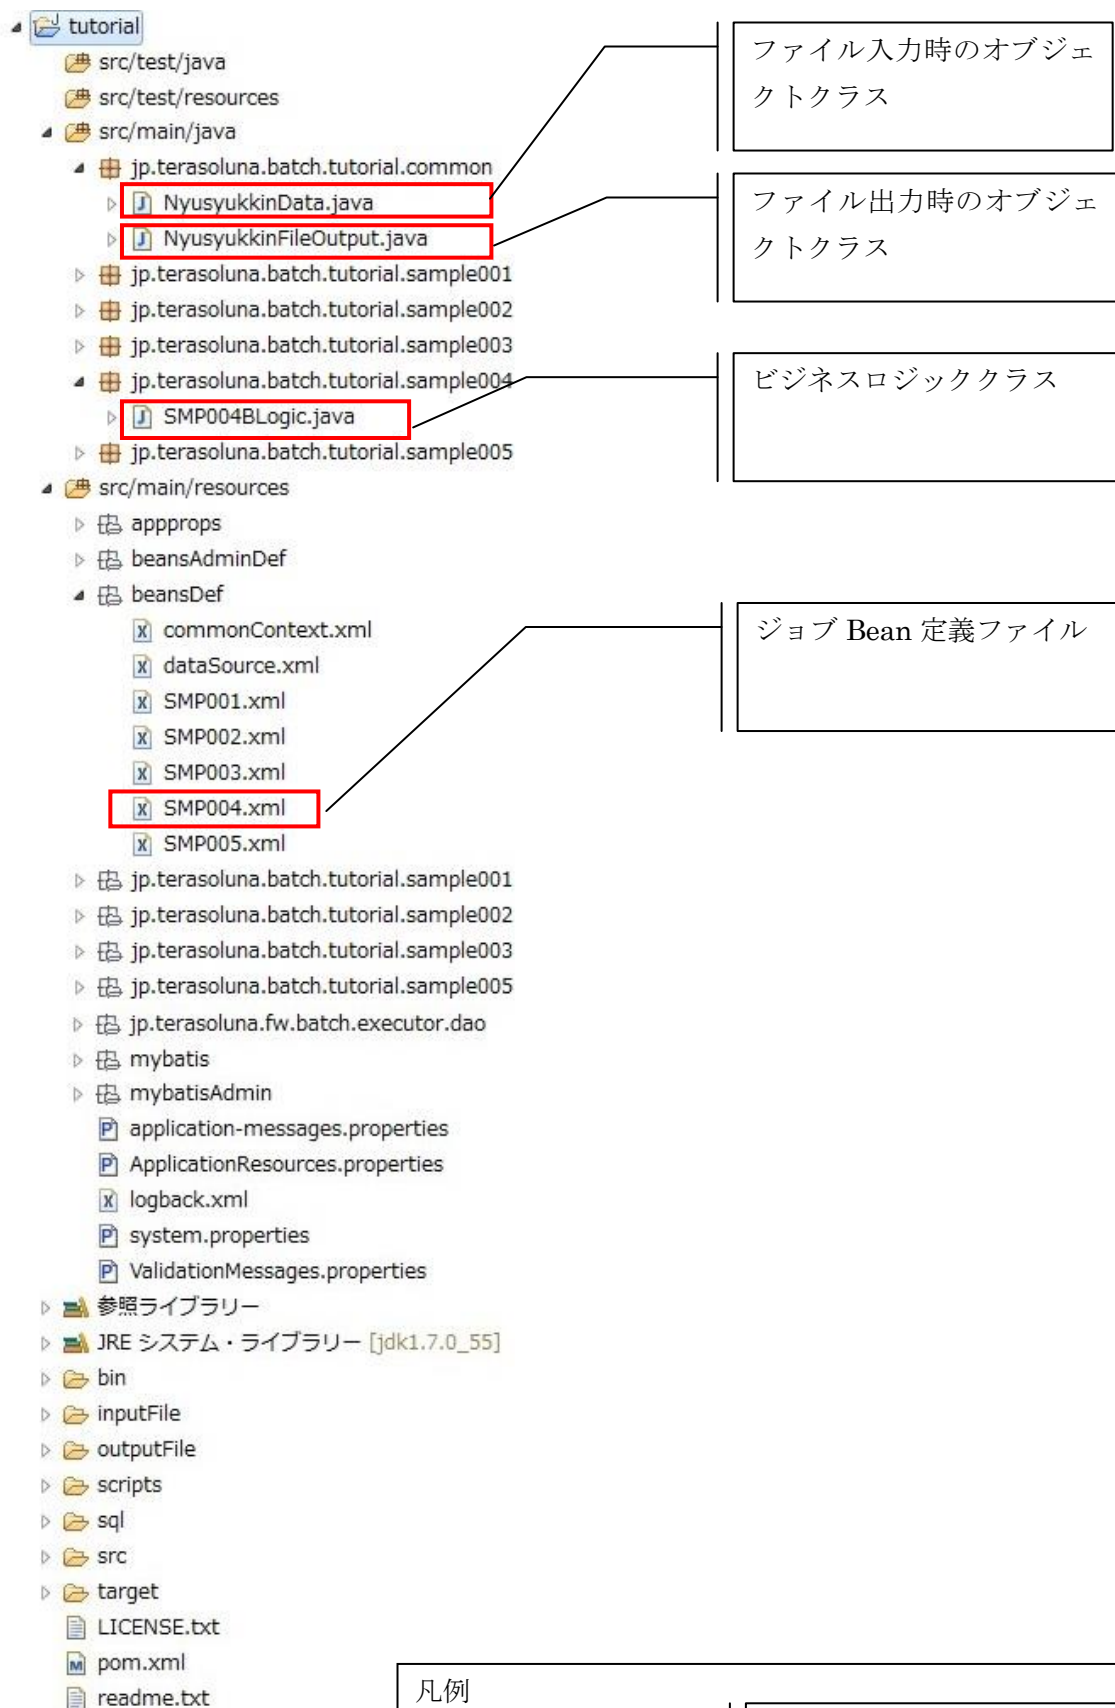 tutorial
src/test/java
src/test/resources
src/main/java
jp.terasoluna.batch.tutorial.common
NyusyukkinData.java
NyusyukkinFileOutput.java
jp.terasoluna.batch.tutorial.sample001
jp.terasoluna.batch.tutorial.sample002
jp.terasoluna.batch.tutorial.sample003
jp.terasoluna.batch.tutorial.sample004
SMP004BLogic.java
jp.terasoluna.batch.tutorial.sample005
src/main/resources
appprops
beansAdminDef
beansDef
commonContext.xml
dataSource.xml
SMP001.xml
SMP002.xml
SMP003.xml
SMP004.xml
SMP005.xml
jp.terasoluna.batch.tutorial.sample001
jp.terasoluna.batch.tutorial.sample002
jp.terasoluna.batch.tutorial.sample003
jp.terasoluna.batch.tutorial.sample005
jp.terasoluna.fw.batch.executor.dao
mybatis
mybatisAdmin
application-messages.properties
ApplicationResources.properties
logback.xml
system.properties
ValidationMessages.properties
参照ライブラリー
JRE システム・ライブラリー [jdk1.7.0_55]
bin
inputFile
outputFile
scripts
sql
src
target
LICENSE.txt
pom.xml
readme.txt
ファイル入力時のオブジェ
クトクラス
ファイル出力時のオブジェ
クトクラス
ビジネスロジッククラス
ジョブ Bean 定義ファイル
凡例